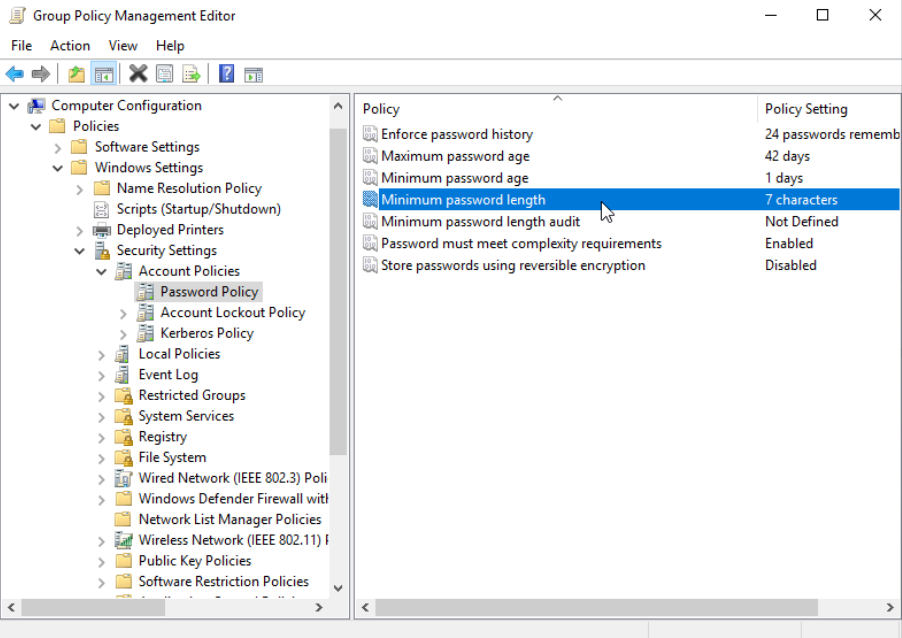 Group Policy Management Editor
File Action View Help
Computer Configuration
Policies
Software Settings
Windows Settings
Name Resolution Policy
Scripts (Startup/Shutdown)
Deployed Printers
Security Settings
Account Policies
Password Policy
Account Lockout Policy
Kerberos Policy
Local Policies
Event Log
Restricted Groups
System Services
Registry
File System
Wired Network (IEEE 802.3) Poli
Windows Defender Firewall with
Network List Manager Policies
Wireless Network (IEEE 802.11) P
Public Key Policies
Software Restriction Policies
Policy Policy Setting
Enforce password history 24 passwords rememb
Maximum password age 42 days
Minimum password age 1 days
Minimum password length 7 characters
Minimum password length audit Not Defined
Password must meet complexity requirements Enabled
Store passwords using reversible encryption Disabled